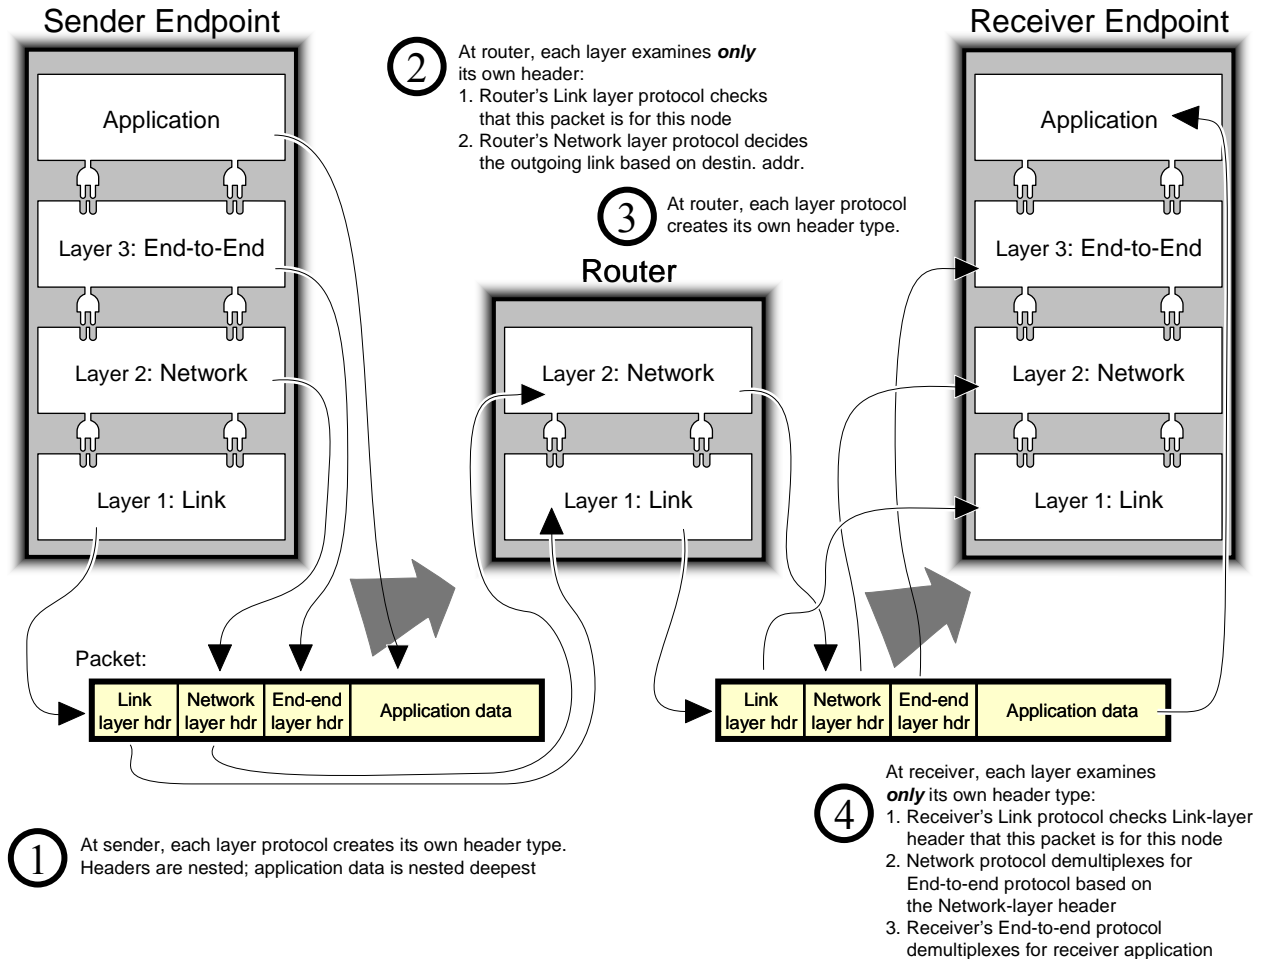 Sender Endpoint
Application
Layer 3: End-to-End
Layer 2: Network
Layer 1: Link
2
At router, each layer examines only
its own header:
1. Router's Link layer protocol checks
that this packet is for this node
2. Router's Network layer protocol decides
the outgoing link based on destin. addr.
3
At router, each layer protocol
creates its own header type.
Router
Layer 2: Network
Layer 1: Link
Receiver Endpoint
Application
Layer 3: End-to-End
Layer 2: Network
Layer 1: Link
Packet:
Link
layer hdr
Network
layer hdr
End-end
layer hdr
Application data
Link
layer hdr
Network
layer hdr
End-end
layer hdr
Application data
1
At sender, each layer protocol creates its own header type.
Headers are nested; application data is nested deepest
4
At receiver, each layer examines
only its own header type:
1. Receiver's Link protocol checks Link-layer
header that this packet is for this node
2. Network protocol demultiplexes for
End-to-end protocol based on
the Network-layer header
3. Receiver's End-to-end protocol
demultiplexes for receiver application